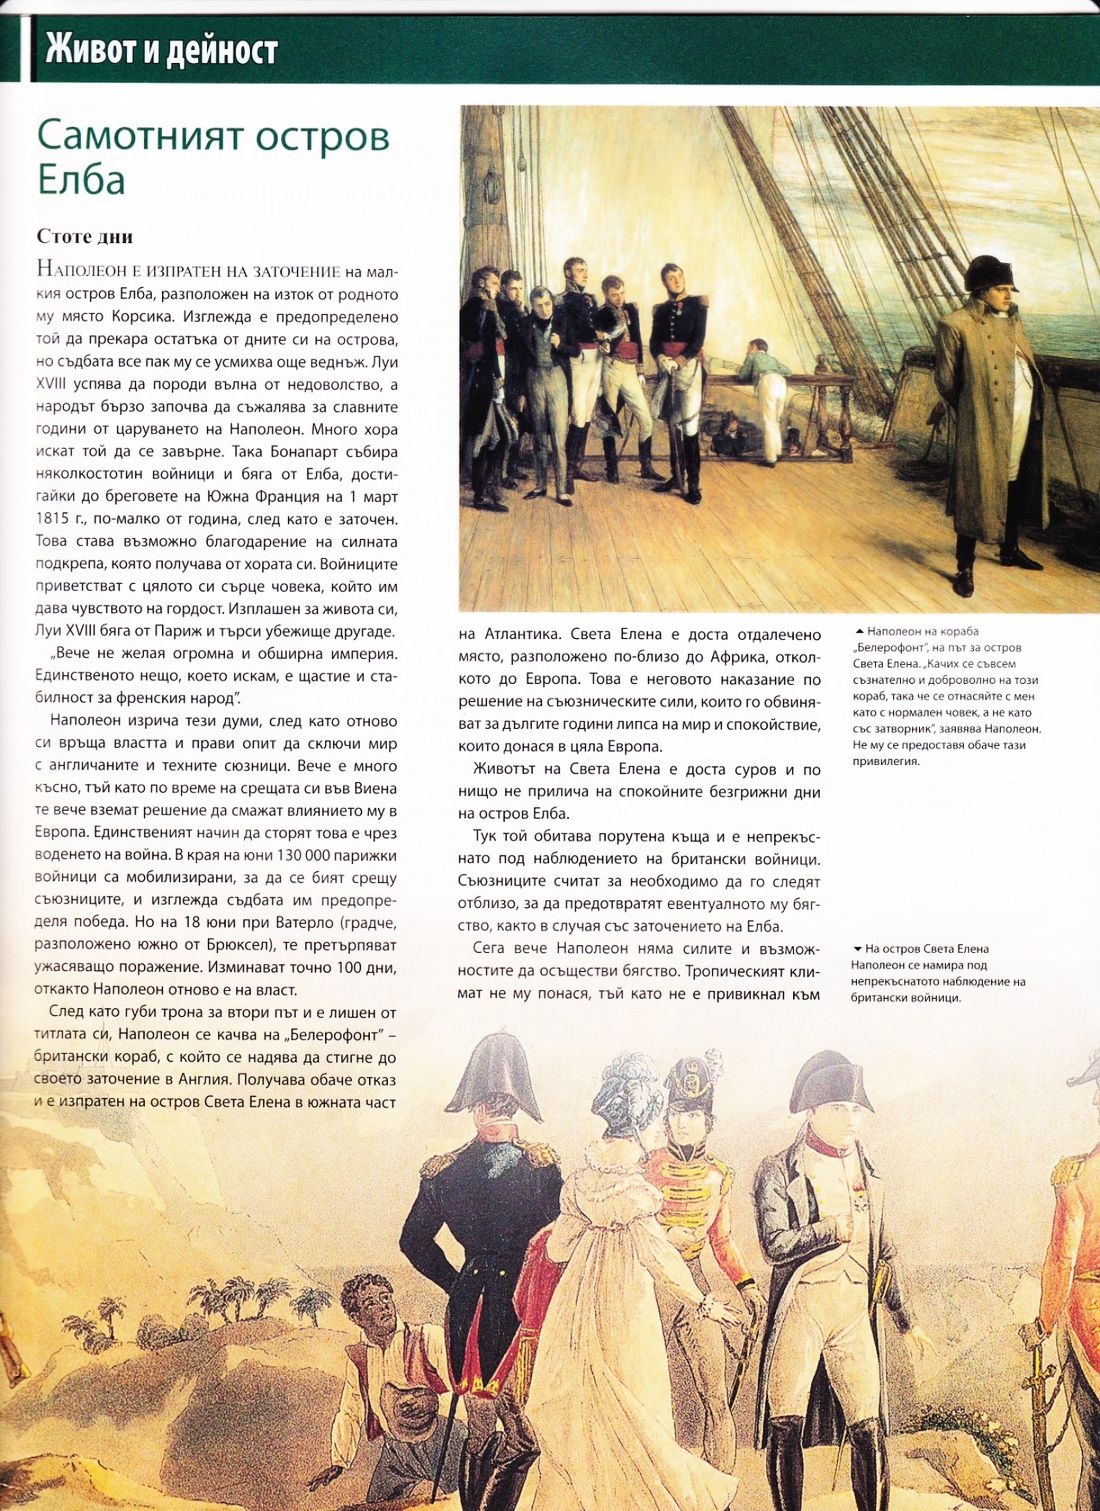 Живот и дейност
Самотният остров
Елба
Стоте дни
НАПОЛЕОН Е ИЗПРАТЕН НА ЗАТОЧЕНИЕ на мал-
кия остров Елба, разположен на изток от родното
му място Корсика. Изглежда е предопределено
той да прекара остатъка от дните си на острова,
но съдбата все пак му се усмихва още веднъж. Луи
XVIII успява да породи вълна от недоволство, а
народът бързо започва да съжалява за славните
години от царуването на Наполеон. Много хора
искат той да се завърне. Така Бонапарт събира
няколкостотин войници и бяга от Елба, дости-
гайки до бреговете на Южна Франция на 1 март
1815 г., по-малко от година, след като е заточен.
Това става възможно благодарение на силната
подкрепа, която получава от хората си. Войниците
приветстват с цялото си сърце човека, който им
дава чувството на гордост. Изплашен за живота си,
Луи XVIII бяга от Париж и търси убежище другаде.
„Вече не желая огромна и обширна империя.
Единственото нещо, което искам, е щастие и ста-
билност за френския народ”.
Наполеон изрича тези думи, след като отново
си връща властта и прави опит да сключи мир
с англичаните и техните сюзници. Вече е много
късно, тъй като по време на срещата си във Виена
те вече вземат решение да смажат влиянието му в
Европа. Единственият начин да сторят това е чрез
воденето на война. В края на юни 130 000 парижки
войници са мобилизирани, за да се бият срещу
съюзниците, и изглежда съдбата им предопре-
деля победа. Но на 18 юни при Ватерло (градче,
разположено южно от Брюксел), те претърпяват
ужасяващо поражение. Изминават точно 100 дни,
откакто Наполеон отново е на власт.
След като губи трона за втори път и е лишен от
титлата си, Наполеон се качва на „Белерофонт” –
британски кораб, с който се надява да стигне до
своето заточение в Англия. Получава обаче отказ
и е изпратен на остров Света Елена в южната част
на Атлантика. Света Елена е доста отдалечено
място, разположено по-близо до Африка, откол-
кото до Европа. Това е неговото наказание по
решение на съюзническите сили, които го обвиня-
ват за дългите години липса на мир и спокойствие,
които донася в цяла Европа.
Животът на Света Елена е доста суров и по
нищо не прилича на спокойните безгрижни дни
на остров Елба.
Тук той обитава порутена къща и е непрекъс-
нато под наблюдението на британски войници.
Съюзниците считат за необходимо да го следят
отблизо, за да предотвратят евентуалното му бяг-
ство, както в случая със заточението на Елба.
Сега вече Наполеон няма силите и възмож-
ностите да осъществи бягство. Тропическият кли-
мат не му понася, тъй като не е привикнал към
▲ Наполеон на кораба
„Белерофонт”, на път за остров
Света Елена. „Качих се съвсем
съзнателно и доброволно на този
кораб, така че се отнасяйте с мен
като с нормален човек, а не като
със затворник”, заявява Наполеон.
Не му се предоставя обаче тази
привилегия.
▼ На остров Света Елена
Наполеон се намира под
непрекъснатото наблюдение на
британски войници.